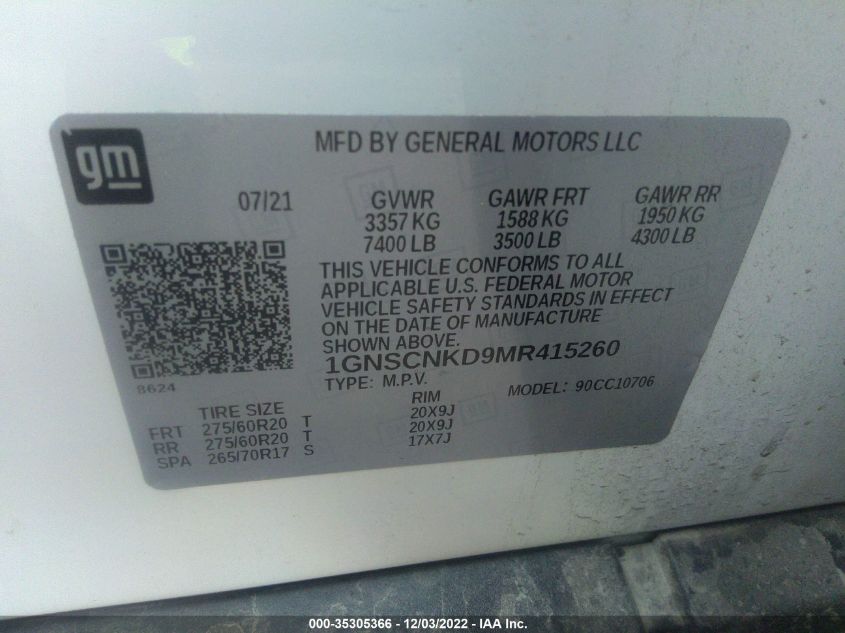 gm
MFD BY GENERAL MOTORS LLC
07/21 GVWR GAWR FRT GAWR RR
3357 KG 1588 KG 1950 KG
7400 LB 3500 LB 4300 LB
THIS VEHICLE CONFORMS TO ALL
APPLICABLE U.S. FEDERAL MOTOR
VEHICLE SAFETY STANDARDS IN EFFECT
ON THE DATE OF MANUFACTURE
SHOWN ABOVE.
1GNSCNKD9MR415260
TYPE: M.P.V. MODEL: 90CC10706
8624
TIRE SIZE RIM
FRT 275/60R20 T 20X9J
RR 275/60R20 T 20X9J
SPA 265/70R17 S 17X7J
000-35305366 - 12/03/2022 - IAA Inc.